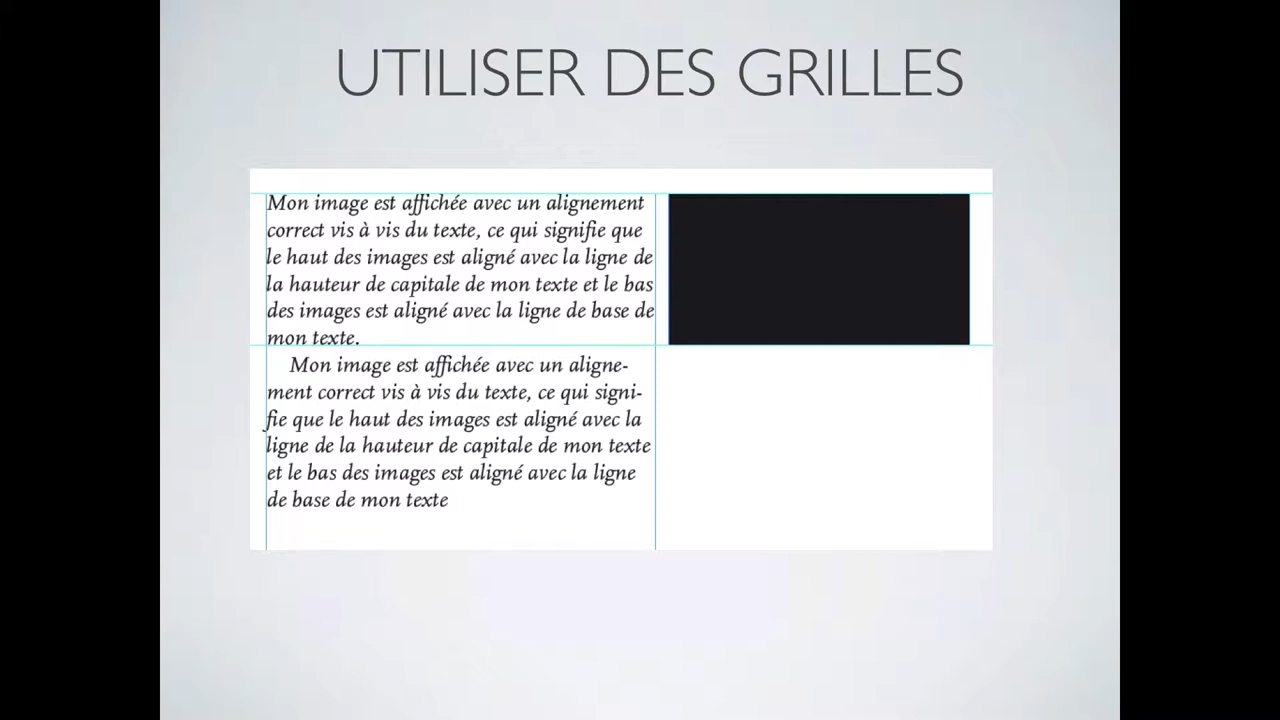 UTILISER DES GRILLES
Mon image est affichée avec un alignement
correct vis à vis du texte, ce qui signifie que
le haut des images est aligné avec la ligne de
la hauteur de capitale de mon texte et le bas
des images est aligné avec la ligne de base de
mon texte.
Mon image est affichée avec un aligne-
ment correct vis à vis du texte, ce qui signi-
fie que le haut des images est aligné avec la
ligne de la hauteur de capitale de mon texte
et le bas des images est aligné avec la ligne
de base de mon texte